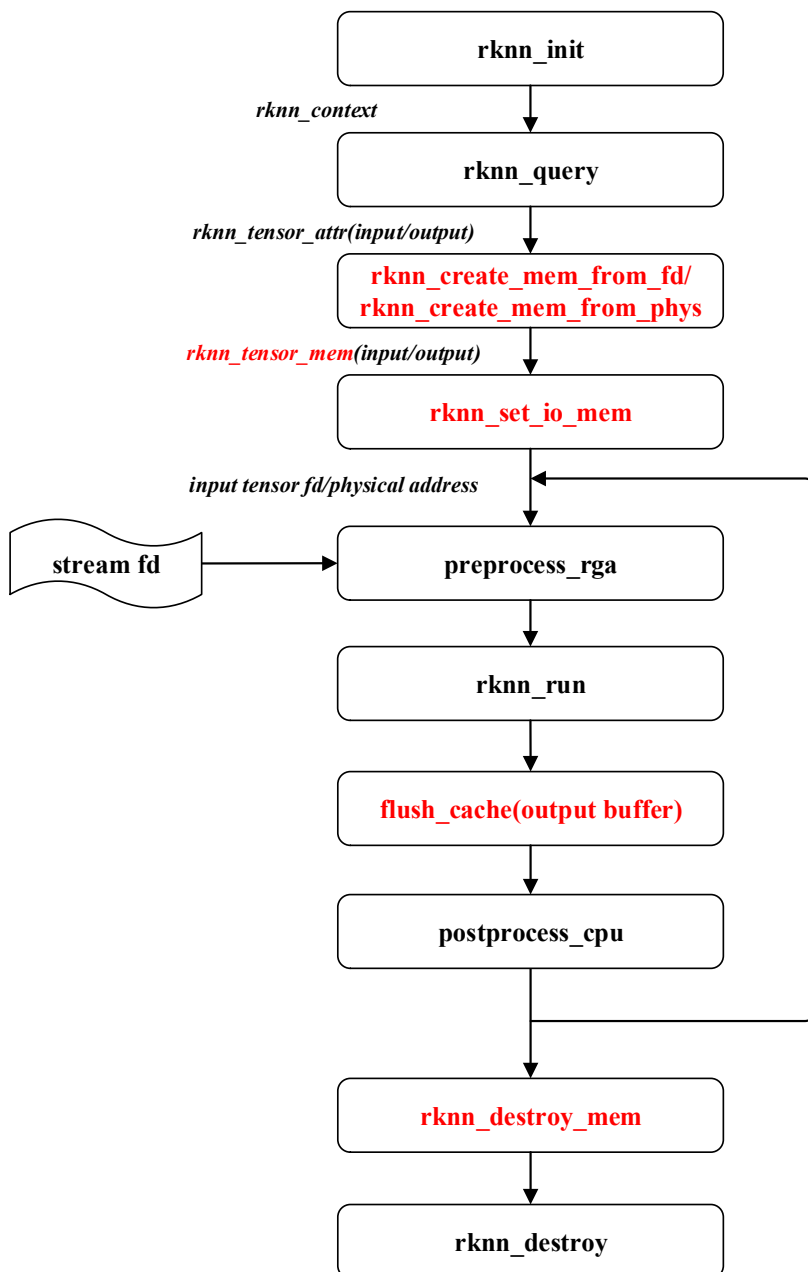 rknn_init
rknn_context
rknn_query
rknn_tensor_attr(input/output)
rknn_create_mem_from_fd/
rknn_create_mem_from_phys
rknn_tensor_mem(input/output)
rknn_set_io_mem
input tensor fd/physical address
stream fd
preprocess_rga
rknn_run
flush_cache(output buffer)
postprocess_cpu
rknn_destroy_mem
rknn_destroy